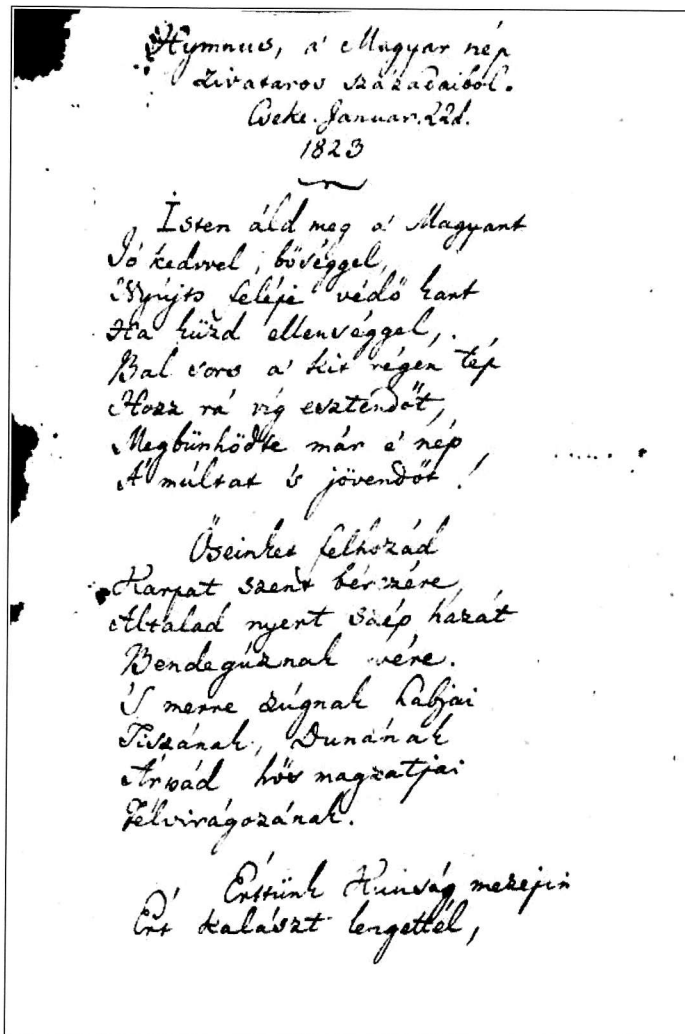 Hymnus, a' Magyar nép
zivataros századaiból.
Cseke. Januar. 22d.
1823
Isten áld meg a' Magyart
Jó kedvvel, bőséggel,
Nyújts feléje védő kart
Ha küzd ellenséggel,
Bal sors a' kit régen tép
Hozz rá víg esztendőt,
Megbűnhődte már e' nép
A' múltat 's jövendőt!
Őseinket felhozád
Kárpát szent bérczére
Általad nyert szép hazát
Bendegúznak vére.
'S merre zúgnak habjai
Tiszának, Dunának
Árpád hős magzatjai
Felvirágozának.
Értünk Kunság mezejin
Ért kalászt lengettél,